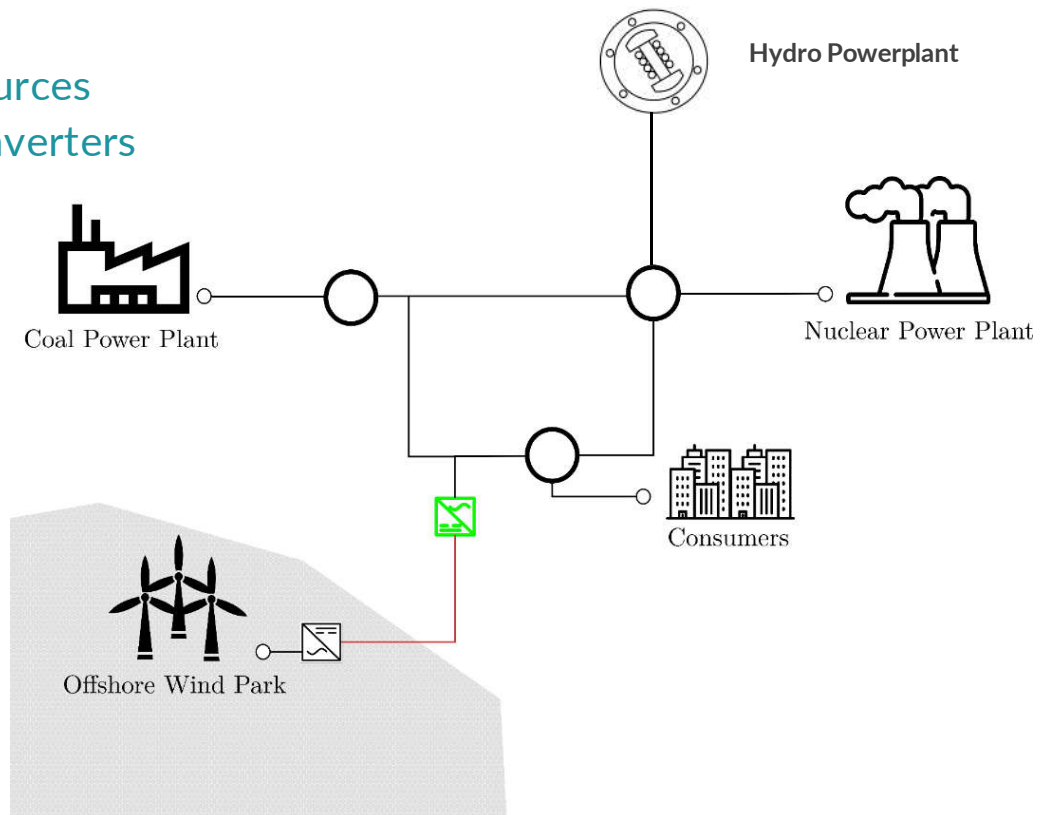 Hydro Powerplant
urces
nverters
Coal Power Plant
Nuclear Power Plant
Consumers
Offshore Wind Park